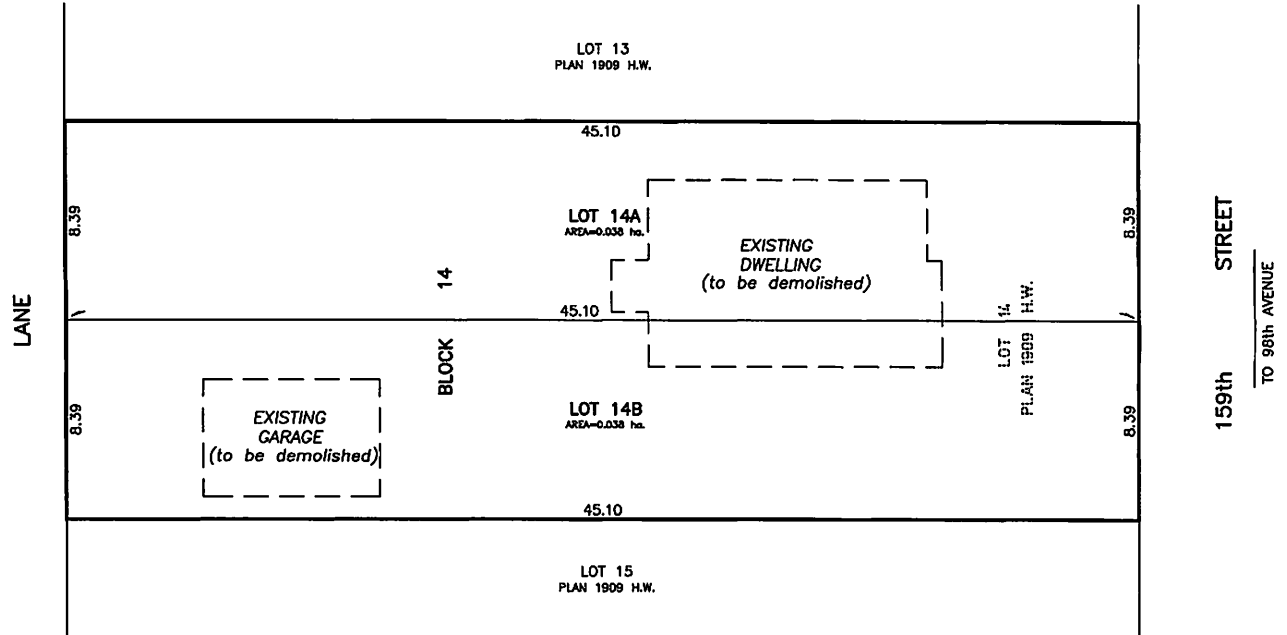 LOT 13
PLAN 1909 H.W.
45.10
8.39
LOT 14A
AREA=0.038 ha.
EXISTING
DWELLING
(to be demolished)
8.39
LANE
BLOCK 14
45.10
LOT 14
PLAN 1909 H.W.
159th STREET
TO 98th AVENUE
8.39
EXISTING
GARAGE
(to be demolished)
LOT 14B
AREA=0.038 ha.
8.39
45.10
LOT 15
PLAN 1909 H.W.